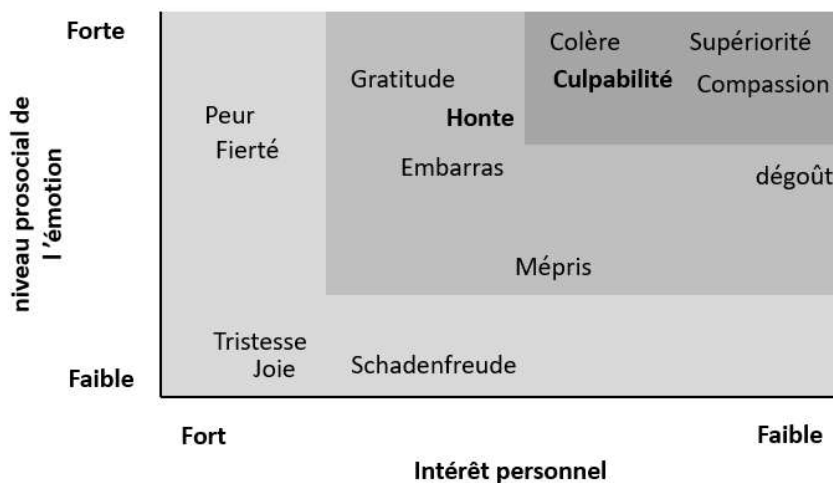 Forte
niveau prosocial de
l 'émotion
Faible
Colère Supériorité
Gratitude Culpabilité Compassion
Peur Honte
Fierté
Embarras dégoût
Mépris
Tristesse
Joie Schadenfreude
Fort Faible
Intérêt personnel